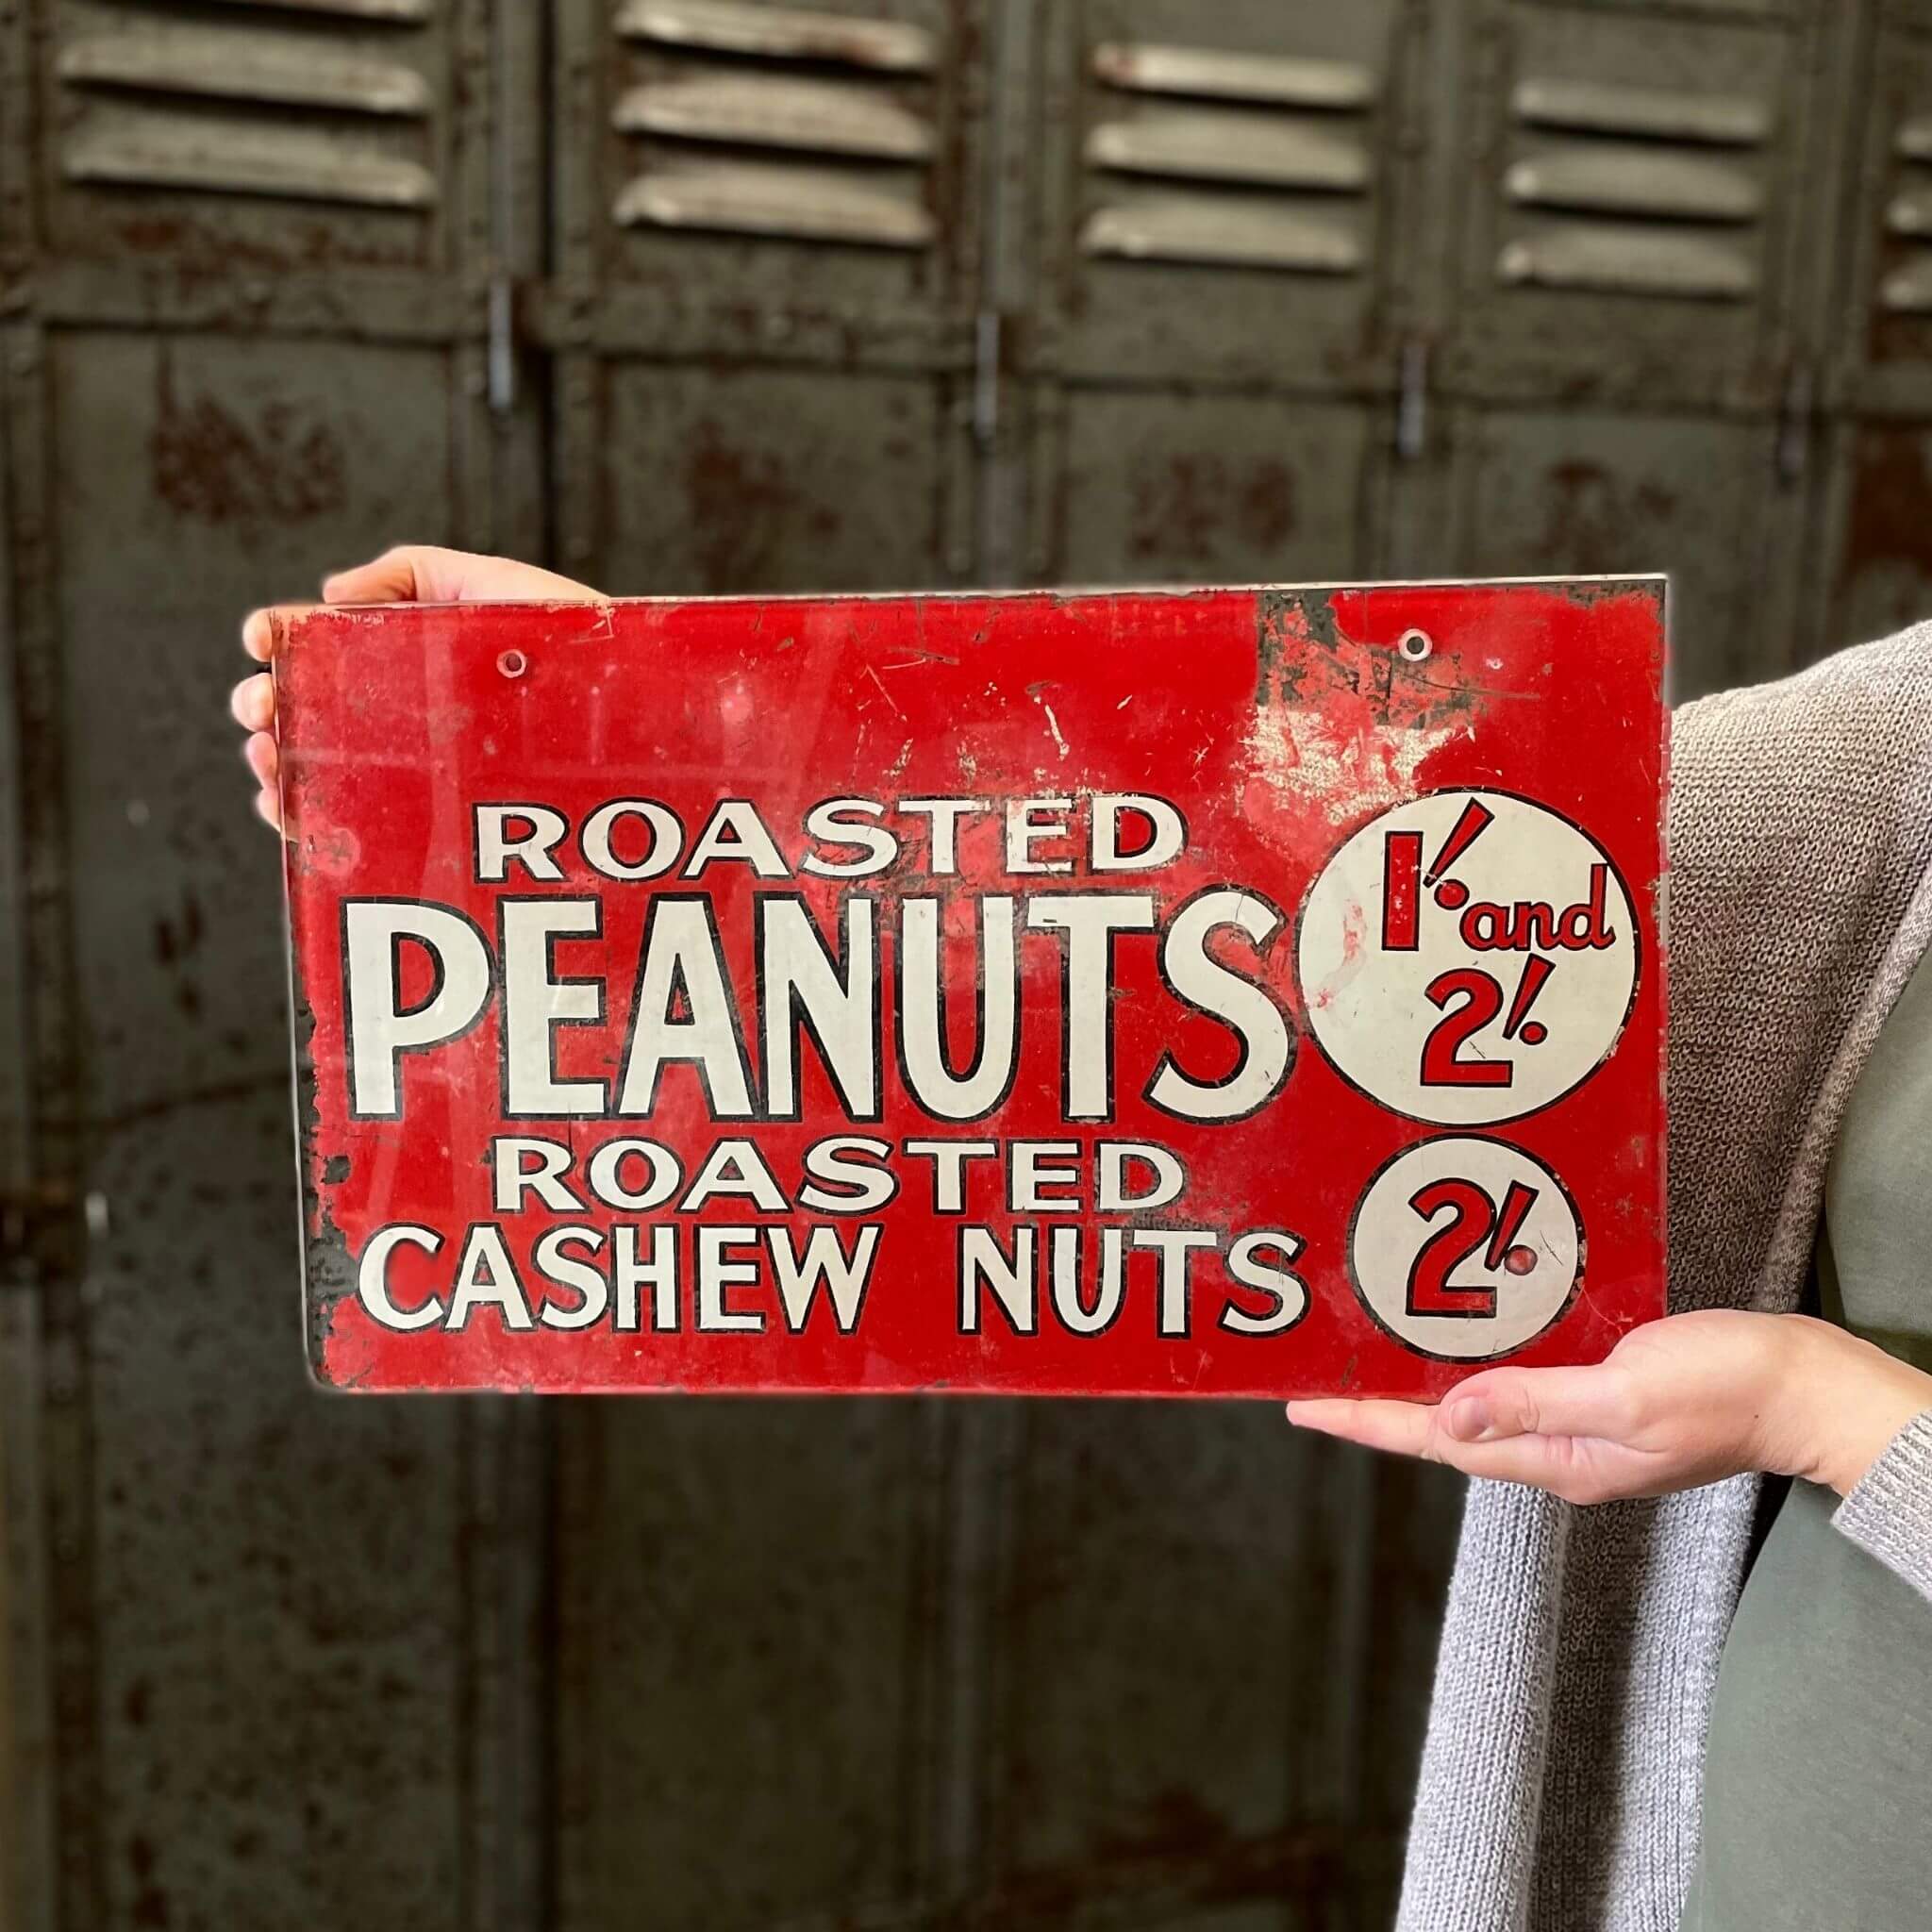 ROASTED
PEANUTS
1/. and
2/.
ROASTED
CASHEW NUTS
2/.